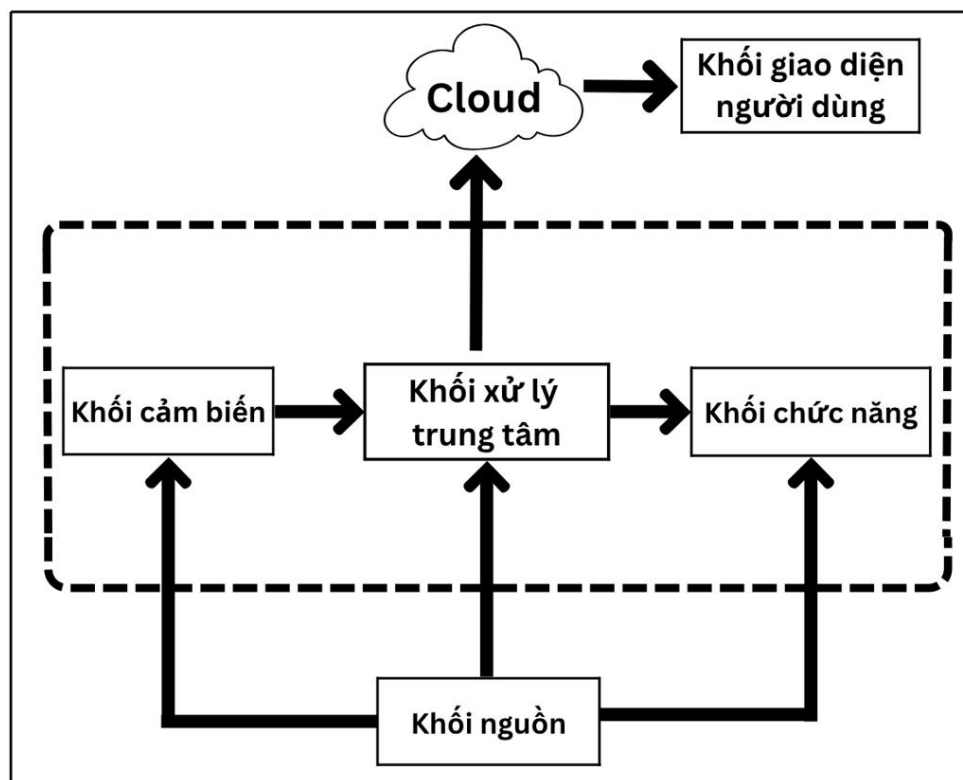 Cloud
Khối giao diện
người dùng
Khối cảm biến
Khối xử lý
trung tâm
Khối chức năng
Khối nguồn